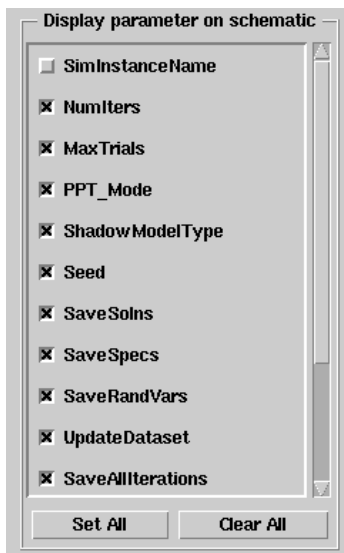 Display parameter on schematic
SimInstanceName
NumIters
MaxTrials
PPT_Mode
ShadowModelType
Seed
SaveSolns
SaveSpecs
SaveRandVars
UpdateDataset
SaveAllIterations
Set All
Clear All